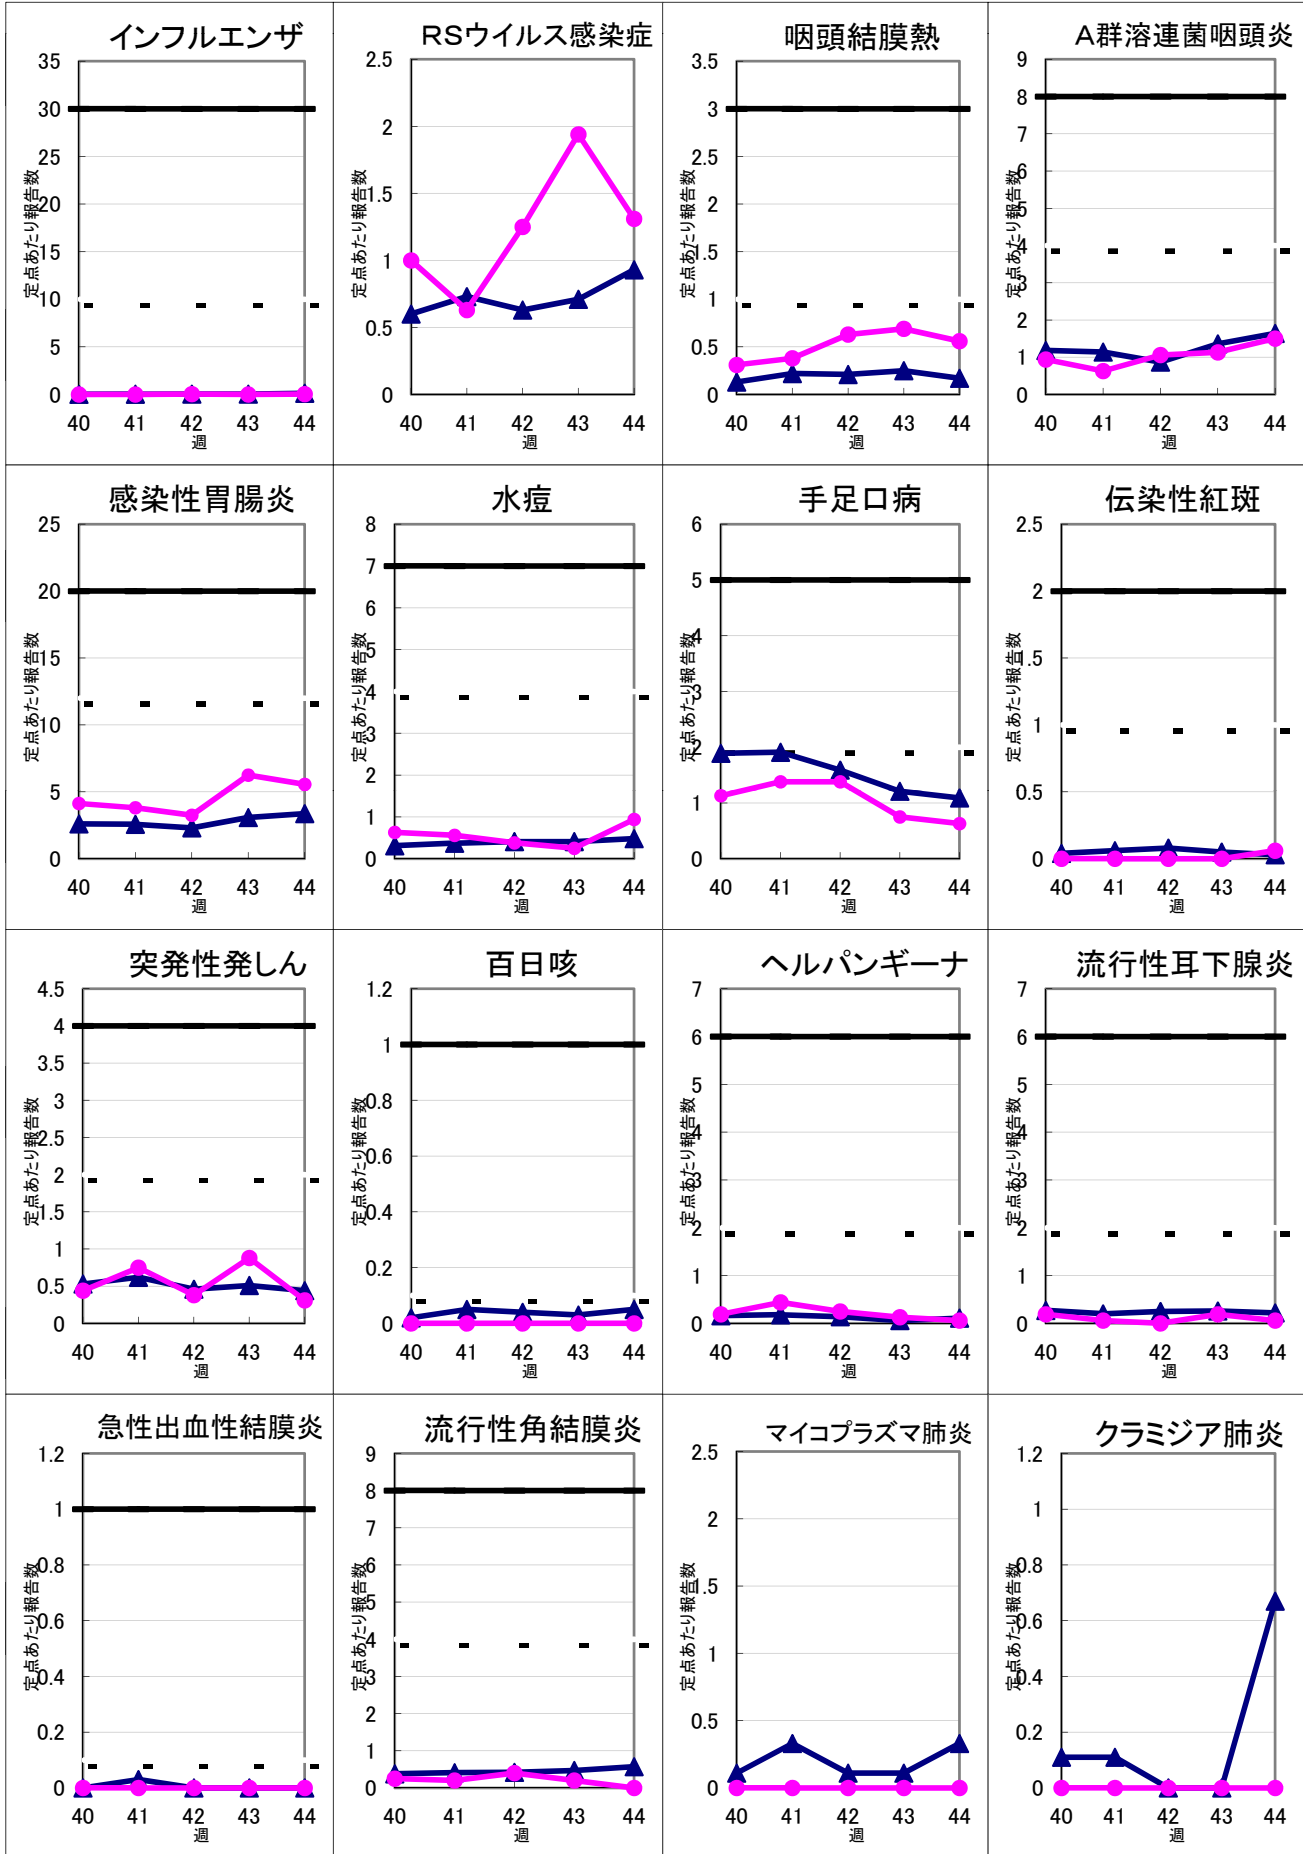 インフルエンザ
35
30
25
20
15
10
5
0
定点あたり報告数
40 41 42 43 44
週
RSウイルス感染症
2.5
2
1.5
1
0.5
0
定点あたり報告数
40 41 42 43 44
週
咽頭結膜熱
3.5
3
2.5
2
1.5
1
0.5
0
定点あたり報告数
40 41 42 43 44
週
A群溶連菌咽頭炎
9
8
7
6
5
4
3
2
1
0
定点あたり報告数
40 41 42 43 44
週
感染性胃腸炎
25
20
15
10
5
0
定点あたり報告数
40 41 42 43 44
週
水痘
8
7
6
5
4
3
2
1
0
定点あたり報告数
40 41 42 43 44
週
手足口病
6
5
4
3
2
1
0
定点あたり報告数
40 41 42 43 44
週
伝染性紅斑
2.5
2
1.5
1
0.5
0
定点あたり報告数
40 41 42 43 44
週
突発性発しん
4.5
4
3.5
3
2.5
2
1.5
1
0.5
0
定点あたり報告数
40 41 42 43 44
週
百日咳
1.2
1
0.8
0.6
0.4
0.2
0
定点あたり報告数
40 41 42 43 44
週
ヘルパンギーナ
7
6
5
4
3
2
1
0
定点あたり報告数
40 41 42 43 44
週
流行性耳下腺炎
7
6
5
4
3
2
1
0
定点あたり報告数
40 41 42 43 44
週
急性出血性結膜炎
1.2
1
0.8
0.6
0.4
0.2
0
定点あたり報告数
40 41 42 43 44
週
流行性角結膜炎
9
8
7
6
5
4
3
2
1
0
定点あたり報告数
40 41 42 43 44
週
マイコプラズマ肺炎
2.5
2
1.5
1
0.5
0
定点あたり報告数
40 41 42 43 44
週
クラミジア肺炎
1.2
1
0.8
0.6
0.4
0.2
0
定点あたり報告数
40 41 42 43 44
週